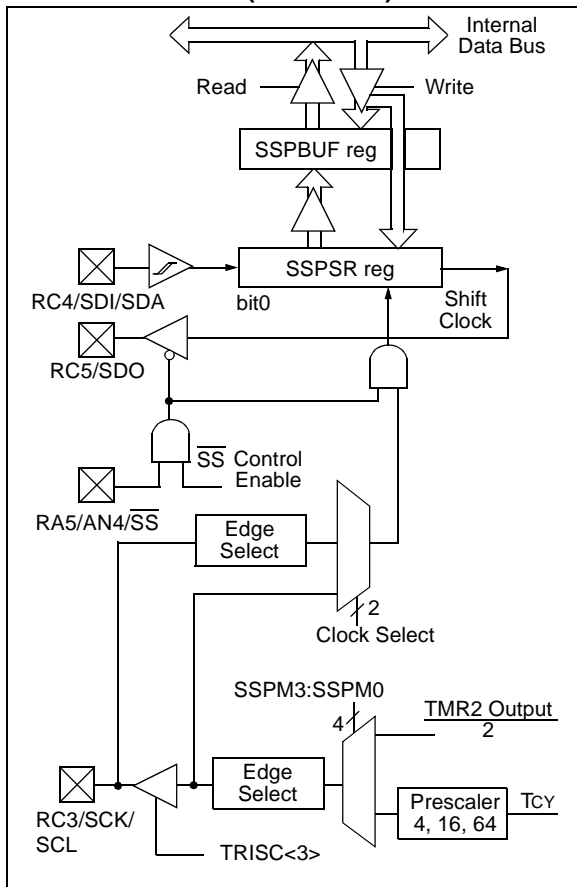 Internal
Data Bus
Read
Write
SSPBUF reg
SSPSR reg
RC4/SDI/SDA
bit0
Shift
Clock
RC5/SDO
SS Control
Enable
RA5/AN4/SS
Edge
Select
2
Clock Select
SSPM3:SSPM0
4
TMR2 Output
2
Edge
Select
Prescaler
4, 16, 64
TCY
RC3/SCK/
SCL
TRISC<3>